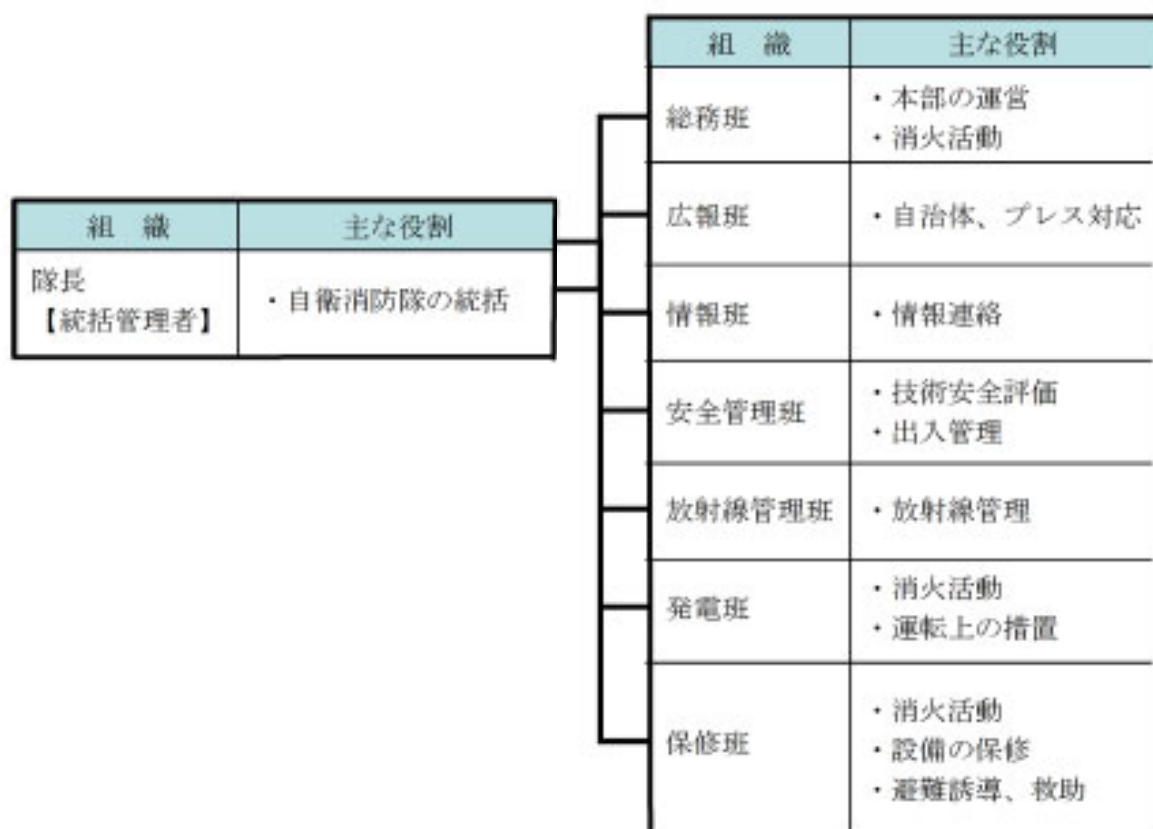 組　織　主な役割
隊長
【統括管理者】
・自衛消防隊の統括
組　織　主な役割
総務班
・本部の運営
・消火活動
広報班
・自治体、プレス対応
情報班
・情報連絡
安全管理班
・技術安全評価
・出入管理
放射線管理班
・放射線管理
発電班
・消火活動
・運転上の措置
保修班
・消火活動
・設備の保修
・避難誘導、救助